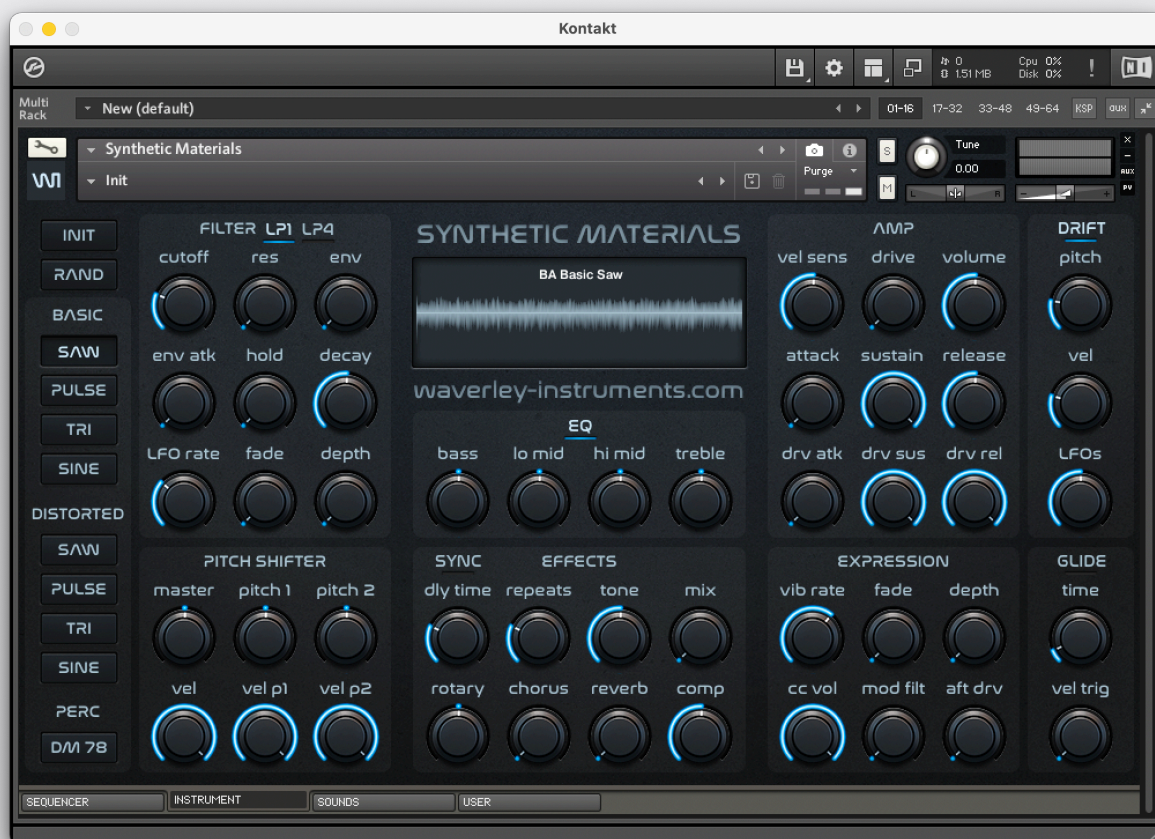 Kontakt
0
1.51 MB
Cpu 0%
Disk 0%
!
NI
Multi
Rack
New (default)
01-16 17-32 33-48 49-64 KSP aux
Synthetic Materials
Init
Purge
S
M
Tune
0.00
L R
- +
×
-
aux
PV
INIT
RAND
BASIC
SAW
PULSE
TRI
SINE
DISTORTED
SAW
PULSE
TRI
SINE
PERC
DM 78
FILTER LP1 LP4
cutoff res env
env atk hold decay
LFO rate fade depth
PITCH SHIFTER
master pitch 1 pitch 2
vel vel p1 vel p2
SYNTHETIC MATERIALS
BA Basic Saw
waverley-instruments.com
EQ
bass lo mid hi mid treble
SYNC EFFECTS
dly time repeats tone mix
rotary chorus reverb comp
AMP
vel sens drive volume
attack sustain release
drv atk drv sus drv rel
EXPRESSION
vib rate fade depth
cc vol mod filt aft drv
DRIFT
pitch
vel
LFOs
GLIDE
time
vel trig
SEQUENCER INSTRUMENT SOUNDS USER